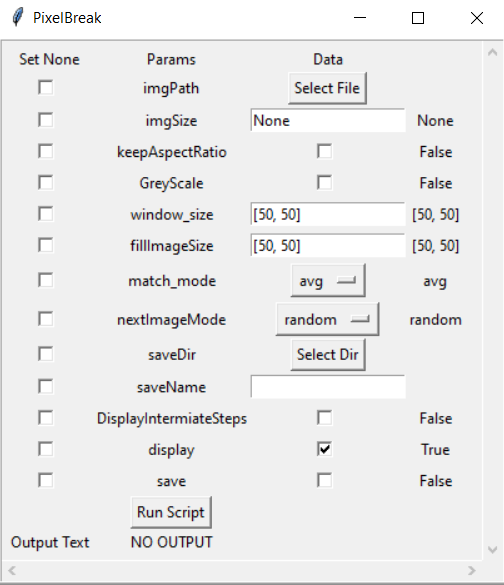 PixelBreak
Set None Params Data
imgPath Select File
imgSize None None
keepAspectRatio False
GreyScale False
window_size [50, 50] [50, 50]
fillImageSize [50, 50] [50, 50]
match_mode avg avg
nextImageMode random random
saveDir Select Dir
saveName
DisplayIntermiateSteps False
display True
save False
Run Script
Output Text NO OUTPUT